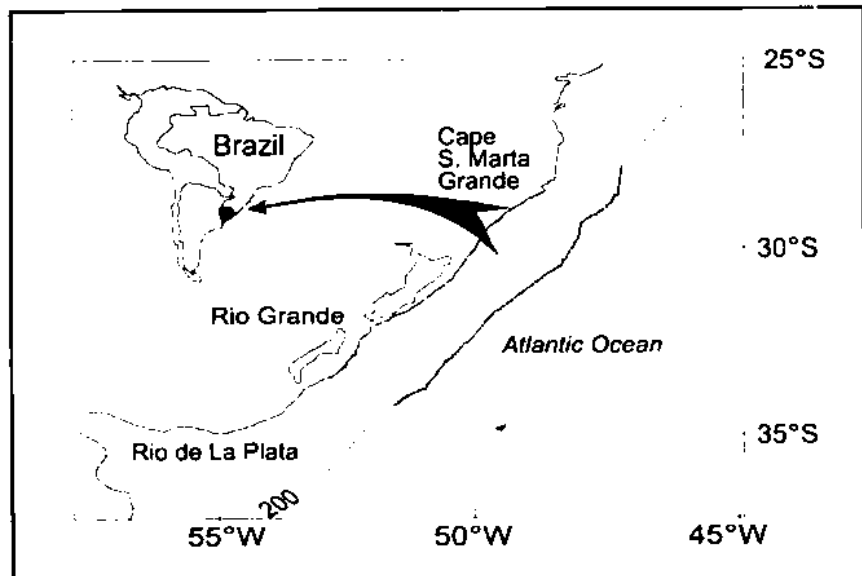 25°S
Brazil
Cape
S. Marta
Grande
30°S
Rio Grande
Atlantic Ocean
35°S
Rio de La Plata
200
55°W
50°W
45°W